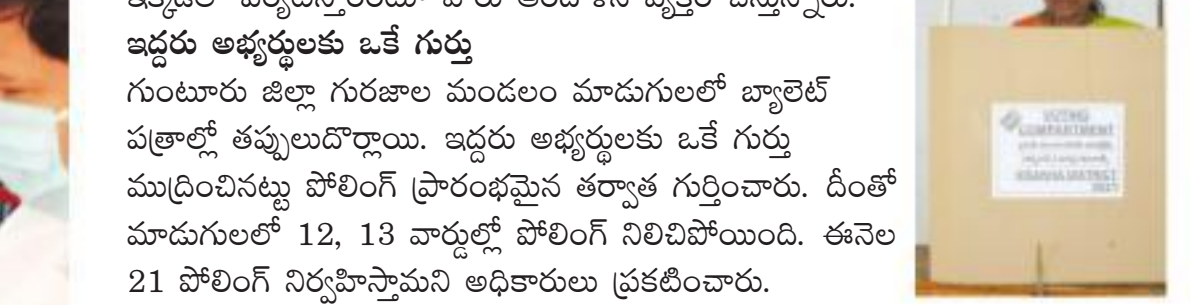 ఇద్దరు అభ్యర్థులకు ఒకే గుర్తు
గుంటూరు జిల్లా గురజాల మండలం మాడుగులలో బ్యాలెట్
పత్రాల్లో తప్పులుదొర్లాయి. ఇద్దరు అభ్యర్థులకు ఒకే గుర్తు
ముద్రించినట్టు పోలింగ్ ప్రారంభమైన తర్వాత గుర్తించారు. దీంతో
మాడుగులలో 12, 13 వార్డుల్లో పోలింగ్ నిలిచిపోయింది. ఈనెల
21 పోలింగ్ నిర్వహిస్తామని అధికారులు ప్రకటించారు.
VOTING
COMPARTMENT